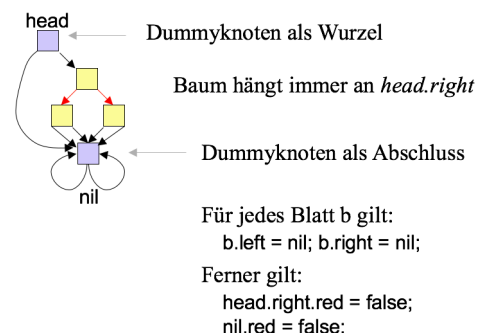 head
Dummyknoten als Wurzel
Baum hängt immer an head.right
Dummyknoten als Abschluss
nil
Für jedes Blatt b gilt:
b.left = nil; b.right = nil;
Ferner gilt:
head.right.red = false;
nil.red = false;